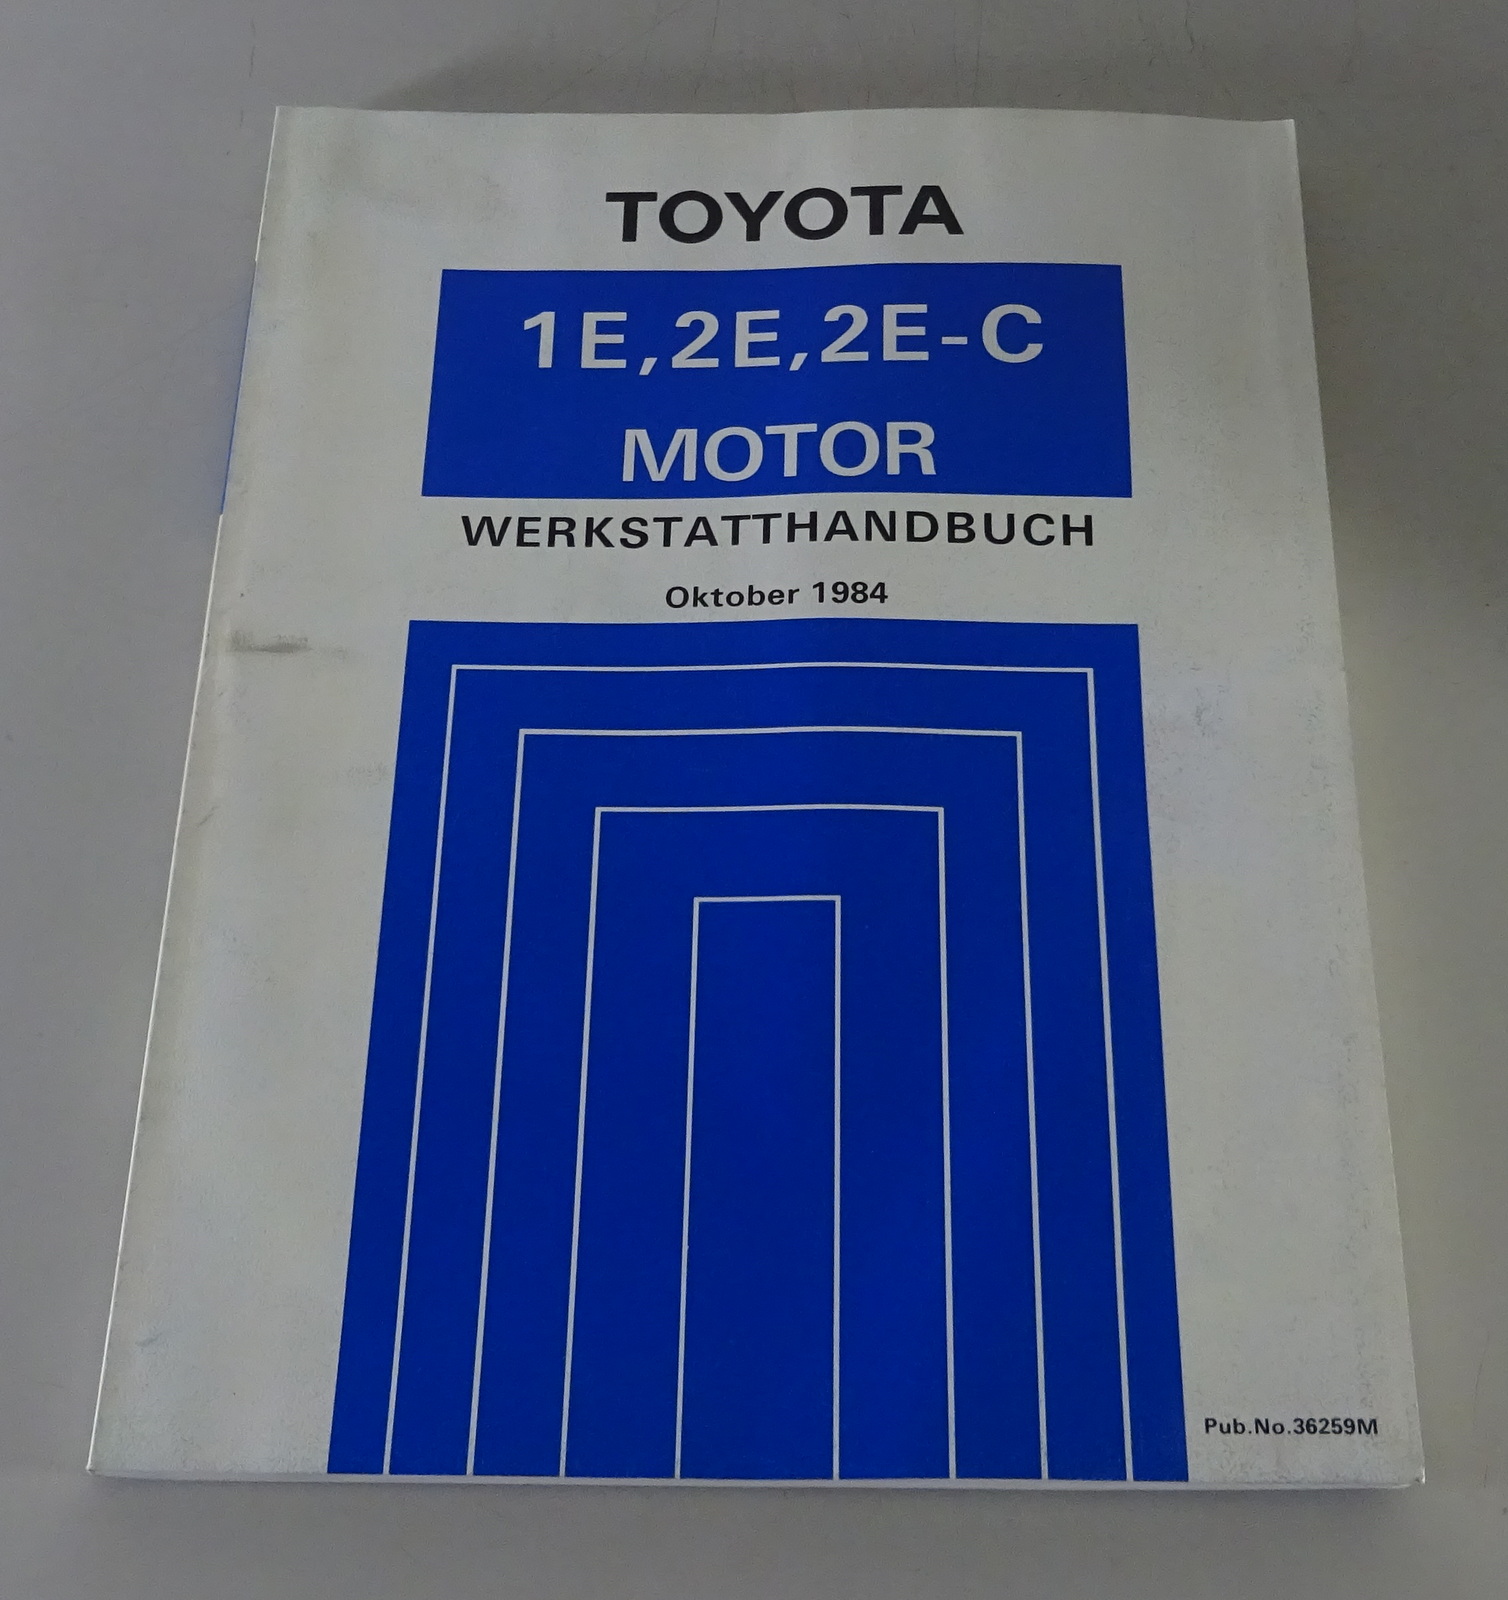 TOYOTA
1E,2E,2E-C
MOTOR
WERKSTATTHANDBUCH
Oktober 1984
Pub.No.36259M